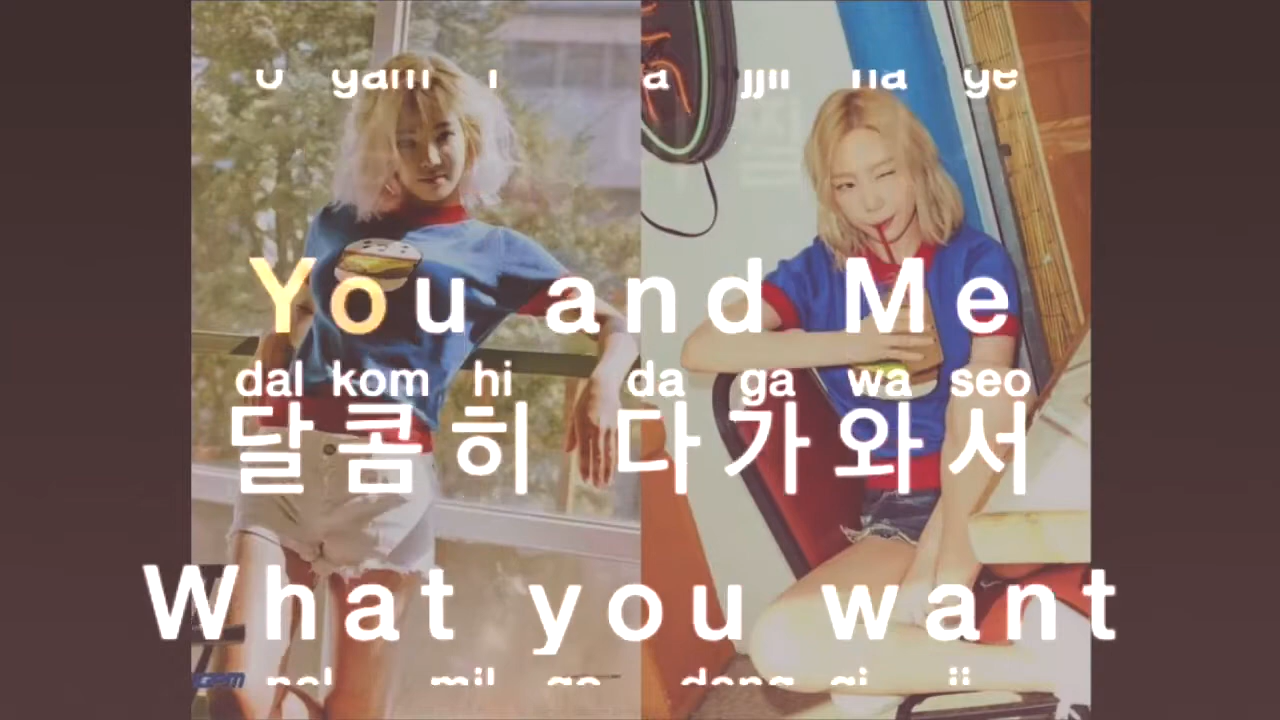 You and Me
dal kom hi da ga wa seo
달콤히 다가와서
What you want